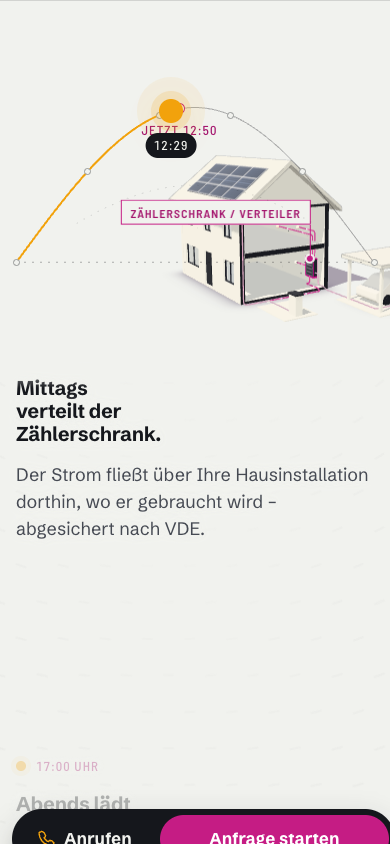 JETZT 12:50
12:29
ZÄHLERSCHRANK / VERTEILER
Mittags
verteilt der
Zählerschrank.
Der Strom fließt über Ihre Hausinstallation
dorthin, wo er gebraucht wird –
abgesichert nach VDE.
17:00 UHR
Abends lädt
Anrufen
Anfrage starten